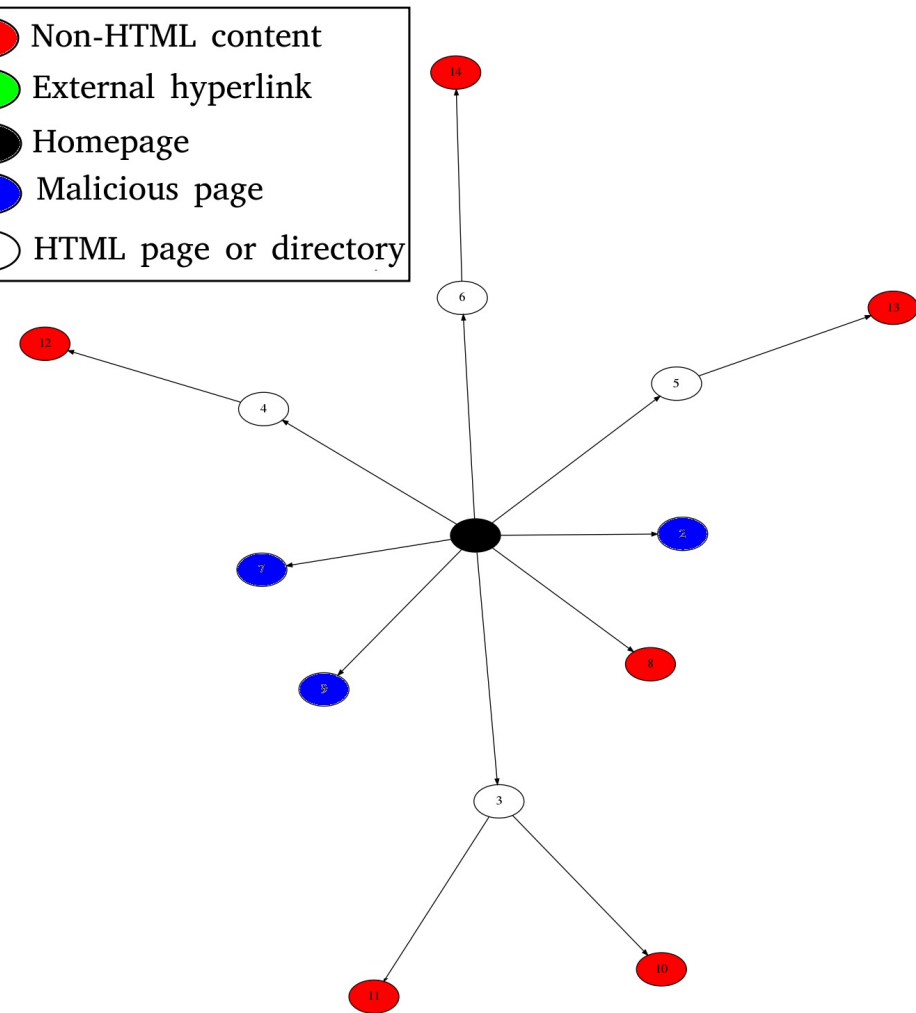 Non-HTML content
External hyperlink
Homepage
Malicious page
HTML page or directory
14
6
13
12
5
4
2
7
8
9
3
10
11